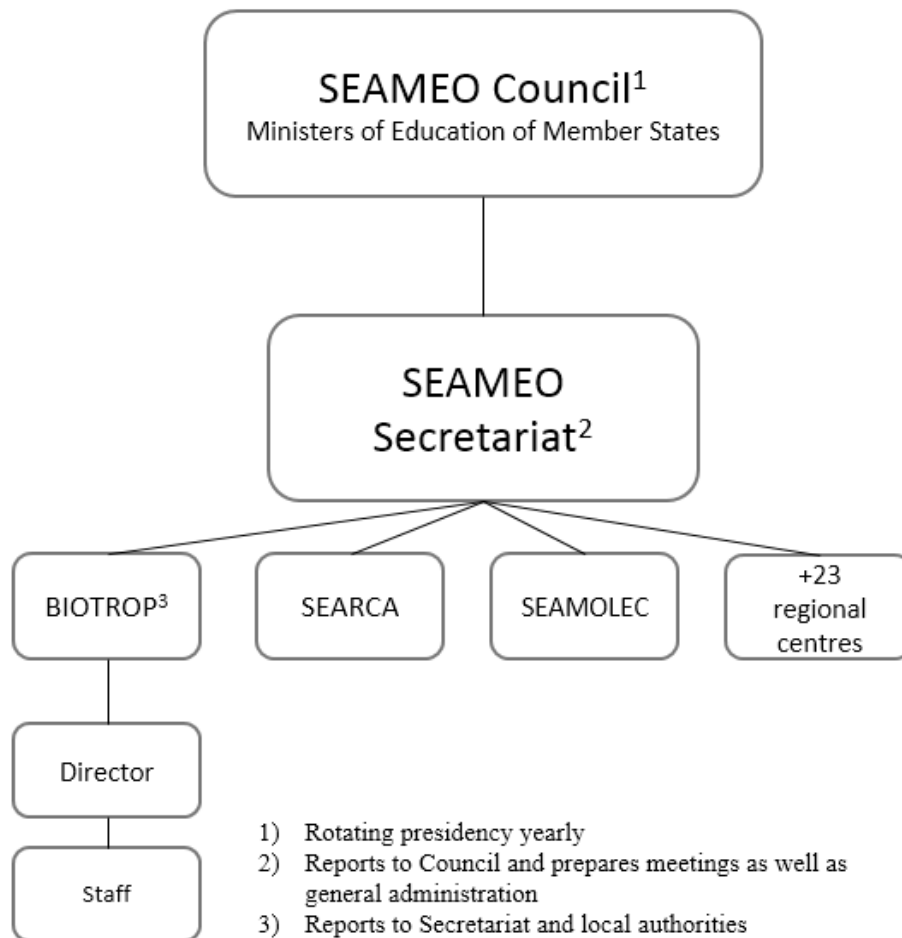 SEAMEO Council¹
Ministers of Education of Member States
SEAMEO
Secretariat²
BIOTROP³
SEARCA
SEAMOLEC
+23
regional
centres
Director
Staff
1) Rotating presidency yearly
2) Reports to Council and prepares meetings as well as
general administration
3) Reports to Secretariat and local authorities